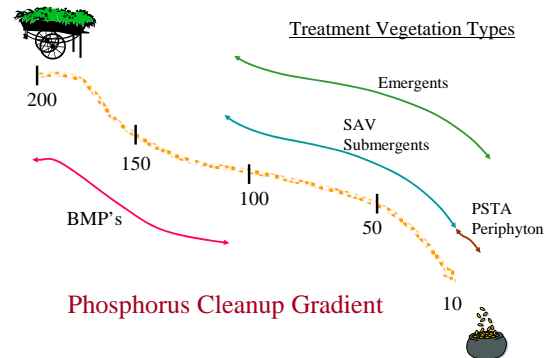 Treatment Vegetation Types
Emergents
200
SAV
Submergents
150
100
PSTA
Periphyton
50
BMP's
Phosphorus Cleanup Gradient
10